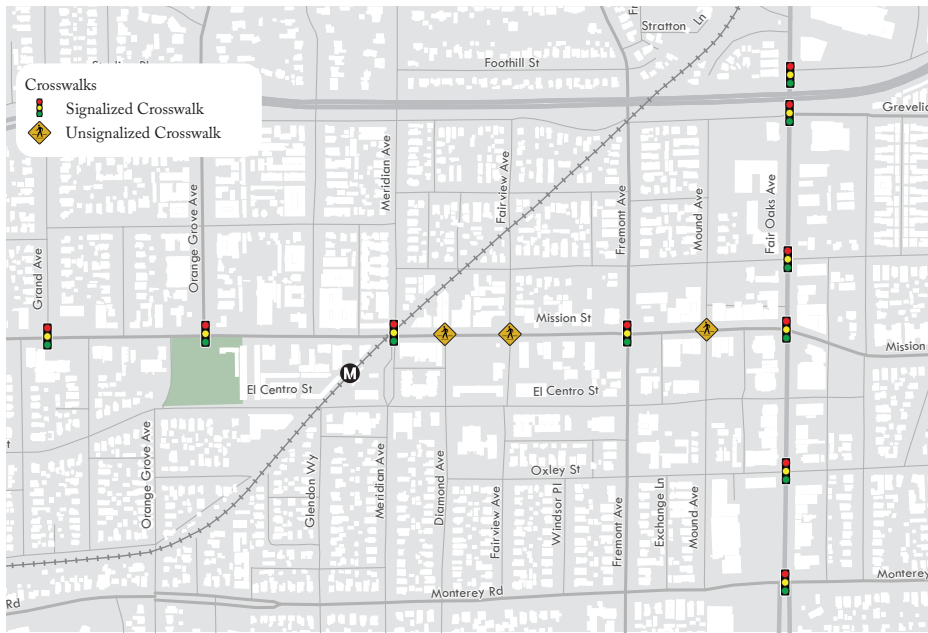 Stratton Ln
Foothill St
Crosswalks
Signalized Crosswalk
Unsignalized Crosswalk
Meridian Ave
Fairview Ave
Orange Grove Ave
Fremont Ave
Mound Ave
Fair Oaks Ave
Grand Ave
Mission St
Mission
M
El Centro St
El Centro St
Orange Grove Ave
Glendon Wy
Meridian Ave
Diamond Ave
Oxley St
Fairview Ave
Windsor Pl
Fremont Ave
Exchange Ln
Mound Ave
Monterey Rd
Monterey
Rd